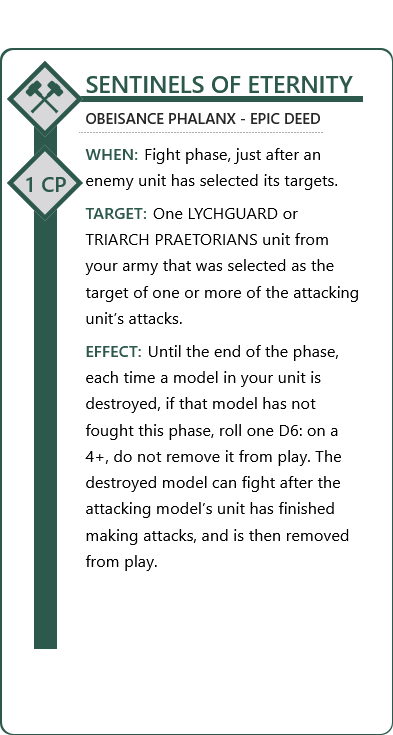 SENTINELS OF ETERNITY
OBEISANCE PHALANX - EPIC DEED
1 CP
WHEN: Fight phase, just after an
enemy unit has selected its targets.
TARGET: One LYCHGUARD or
TRIARCH PRAETORIANS unit from
your army that was selected as the
target of one or more of the attacking
unit’s attacks.
EFFECT: Until the end of the phase,
each time a model in your unit is
destroyed, if that model has not
fought this phase, roll one D6: on a
4+, do not remove it from play. The
destroyed model can fight after the
attacking model’s unit has finished
making attacks, and is then removed
from play.